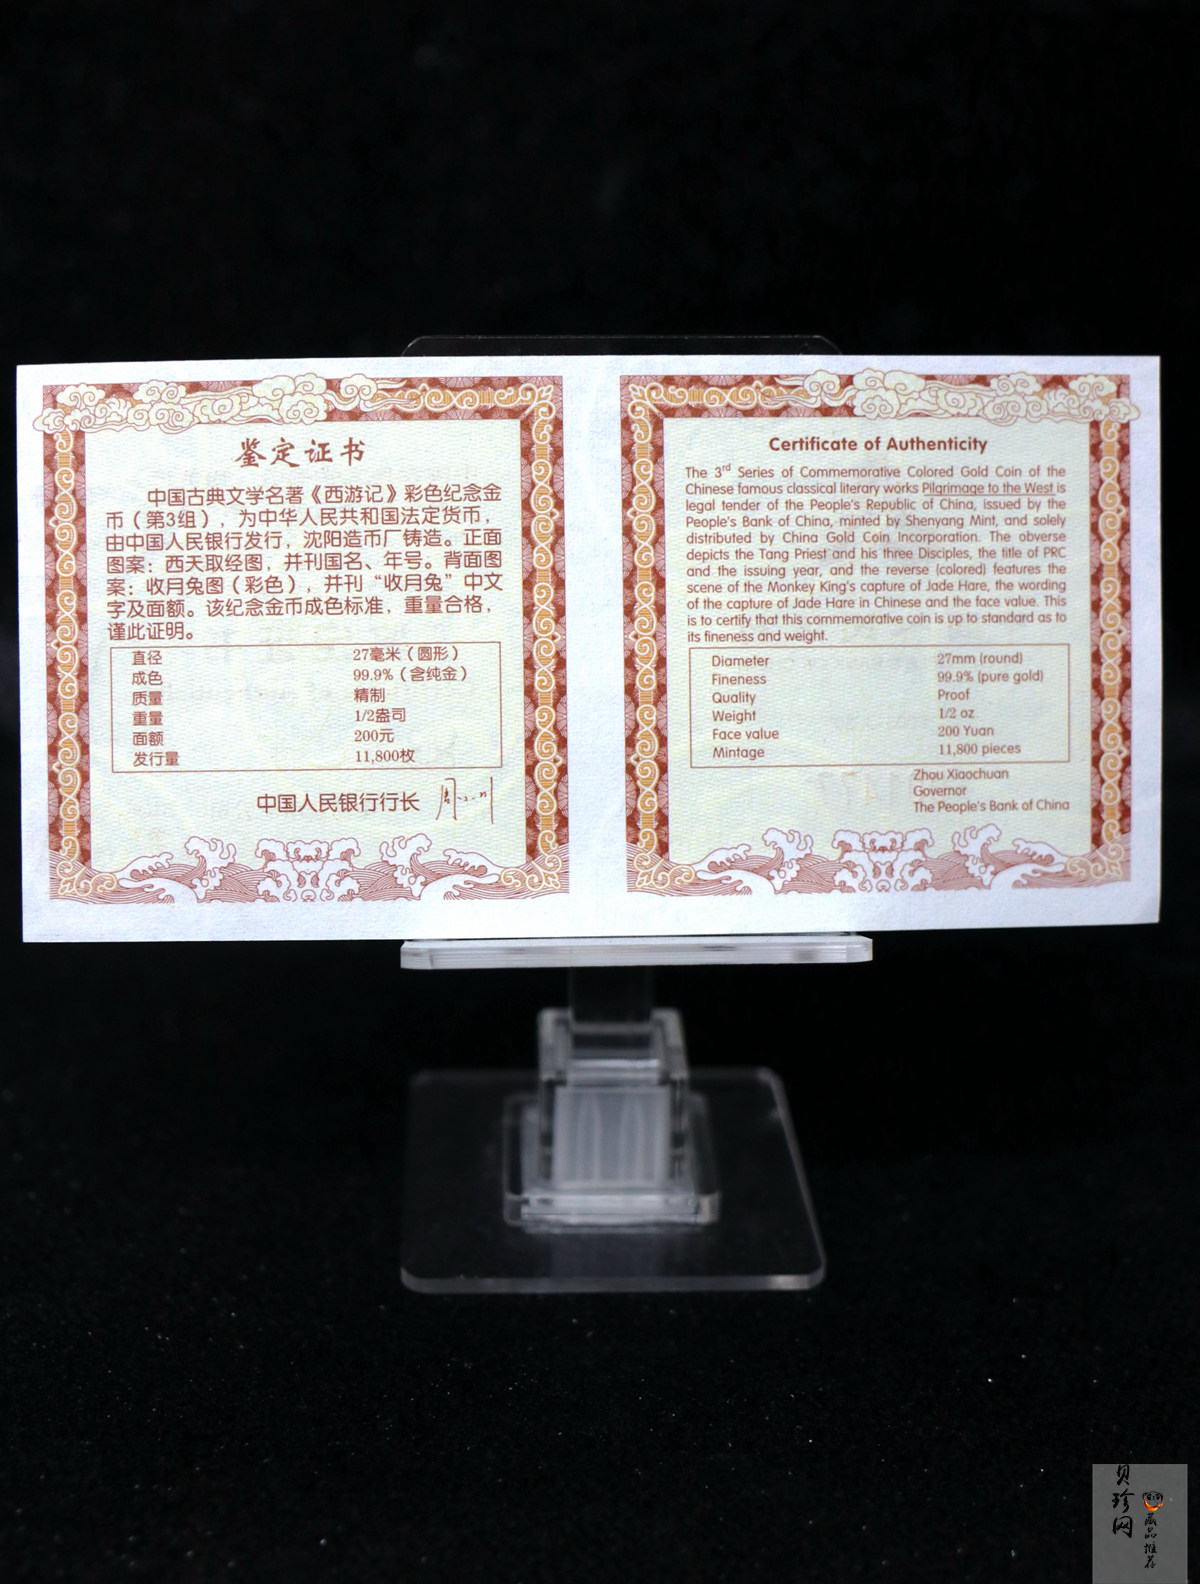 鉴定证书
中国古典文学名著《西游记》彩色纪念金
币（第3组），为中华人民共和国法定货币，
由中国人民银行发行，沈阳造币厂铸造。正面
图案：西天取经图，并刊国名、年号。背面图
案：收月兔图（彩色），并刊“收月兔”中文
字及面额。该纪念金币成色标准，重量合格，
谨此证明。
直径 27毫米（圆形）
成色 99.9%（含纯金）
质量 精制
重量 1/2盎司
面额 200元
发行量 11,800枚
中国人民银行行长
Certificate of Authenticity
The 3rd Series of Commemorative Colored Gold Coin of the
Chinese famous classical literary works Pilgrimage to the West is
legal tender of the People's Republic of China, issued by the
People's Bank of China, minted by Shenyang Mint, and solely
distributed by China Gold Coin Incorporation. The obverse
depicts the Tang Priest and his three Disciples, the title of PRC
and the issuing year, and the reverse (colored) features the
scene of the Monkey King's capture of Jade Hare, the wording
of the capture of Jade Hare in Chinese and the face value. This
is to certify that this commemorative coin is up to standard as to
its fineness and weight.
Diameter 27mm (round)
Fineness 99.9% (pure gold)
Quality Proof
Weight 1/2 oz
Face value 200 Yuan
Mintage 11,800 pieces
Zhou Xiaochuan
Governor
The People's Bank of China
贝珍网
藏品推荐